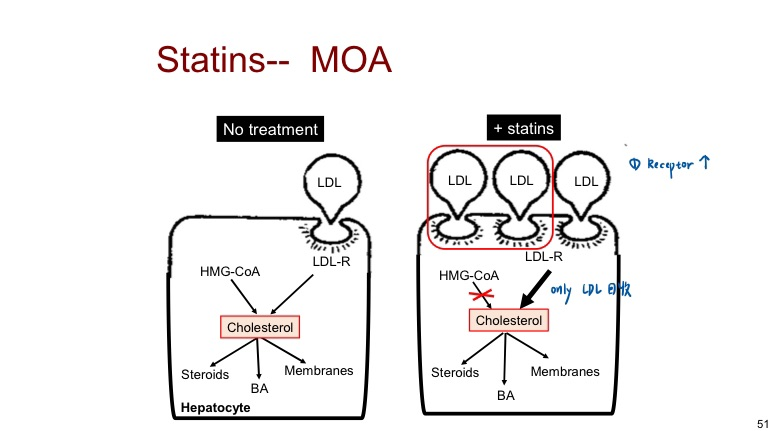 Statins-- MOA
No treatment
+ statins
LDL
LDL
LDL
LDL
① Receptor ↑
LDL-R
HMG-CoA
Cholesterol
Steroids
BA
Membranes
Hepatocyte
LDL-R
HMG-CoA
only LDL 回收
Cholesterol
Steroids
BA
Membranes
51